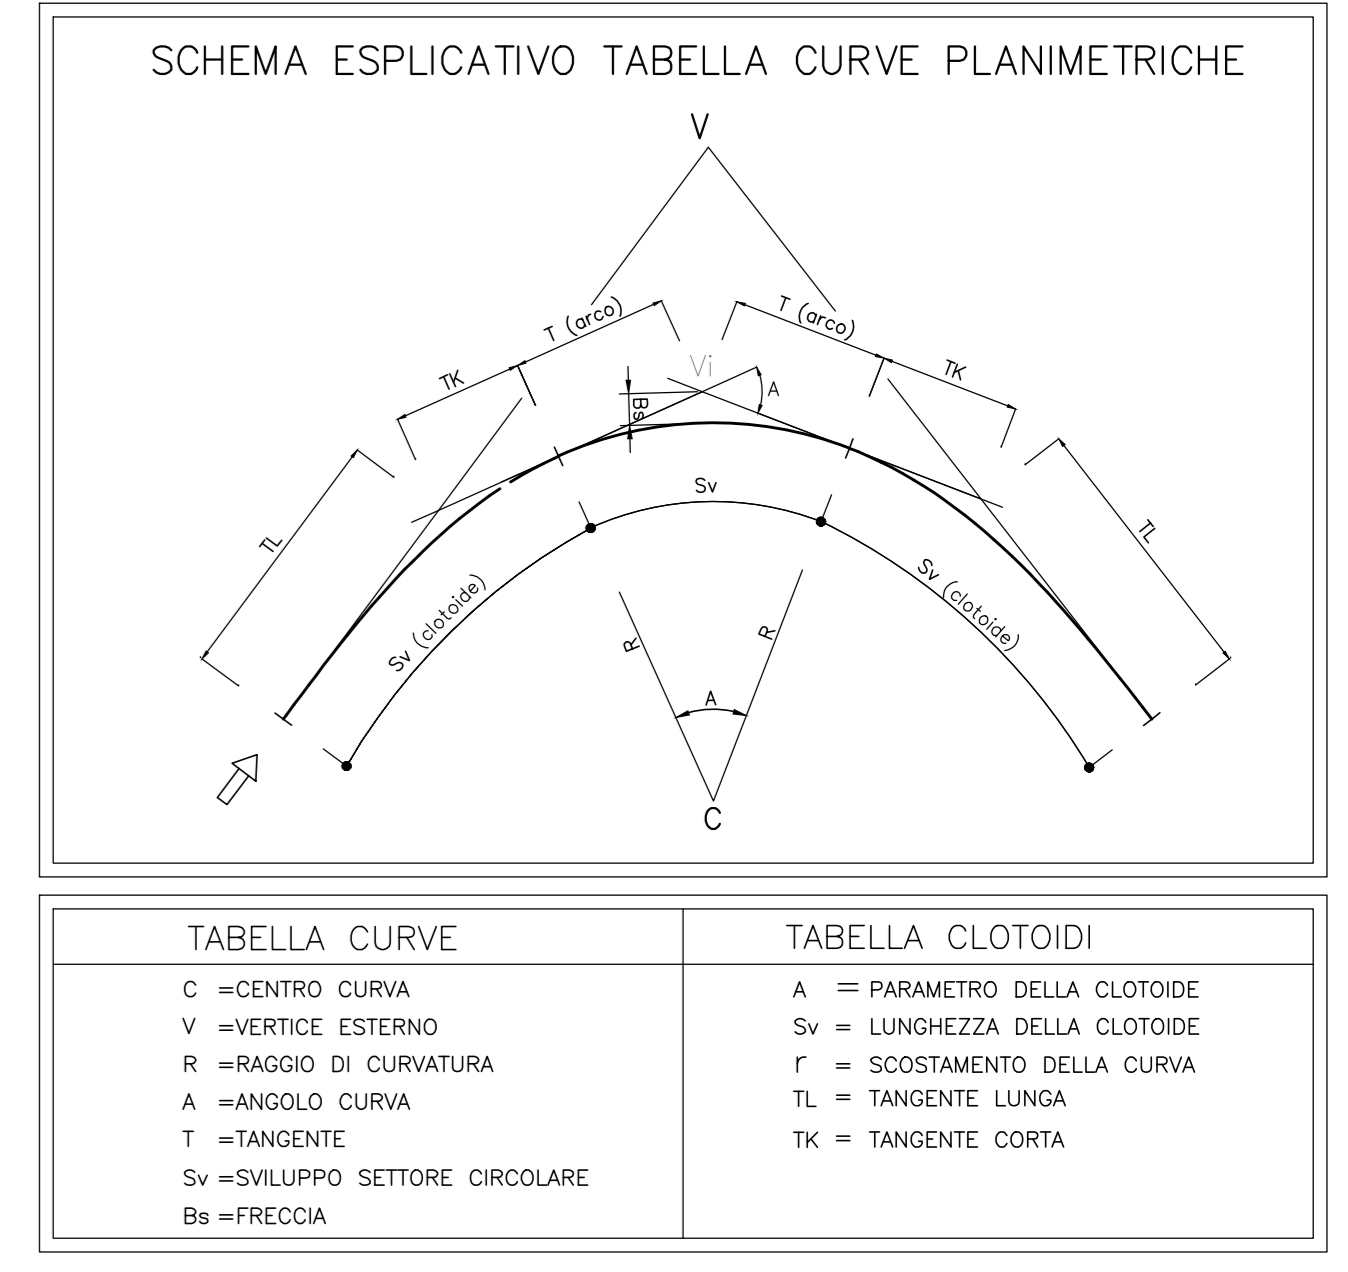 SCHEMA ESPLICATIVO TABELLA CURVE PLANIMETRICHE
V
T (arco)
T (arco)
TK
TK
Vi
A
Bs
TL
TL
Sv
Sv (clotoide)
Sv (clotoide)
R
R
A
C
TABELLA CURVE
C =CENTRO CURVA
V =VERTICE ESTERNO
R =RAGGIO DI CURVATURA
A =ANGOLO CURVA
T =TANGENTE
Sv =SVILUPPO SETTORE CIRCOLARE
Bs =FRECCIA
TABELLA CLOTOIDI
A = PARAMETRO DELLA CLOTOIDE
Sv = LUNGHEZZA DELLA CLOTOIDE
r = SCOSTAMENTO DELLA CURVA
TL = TANGENTE LUNGA
TK = TANGENTE CORTA